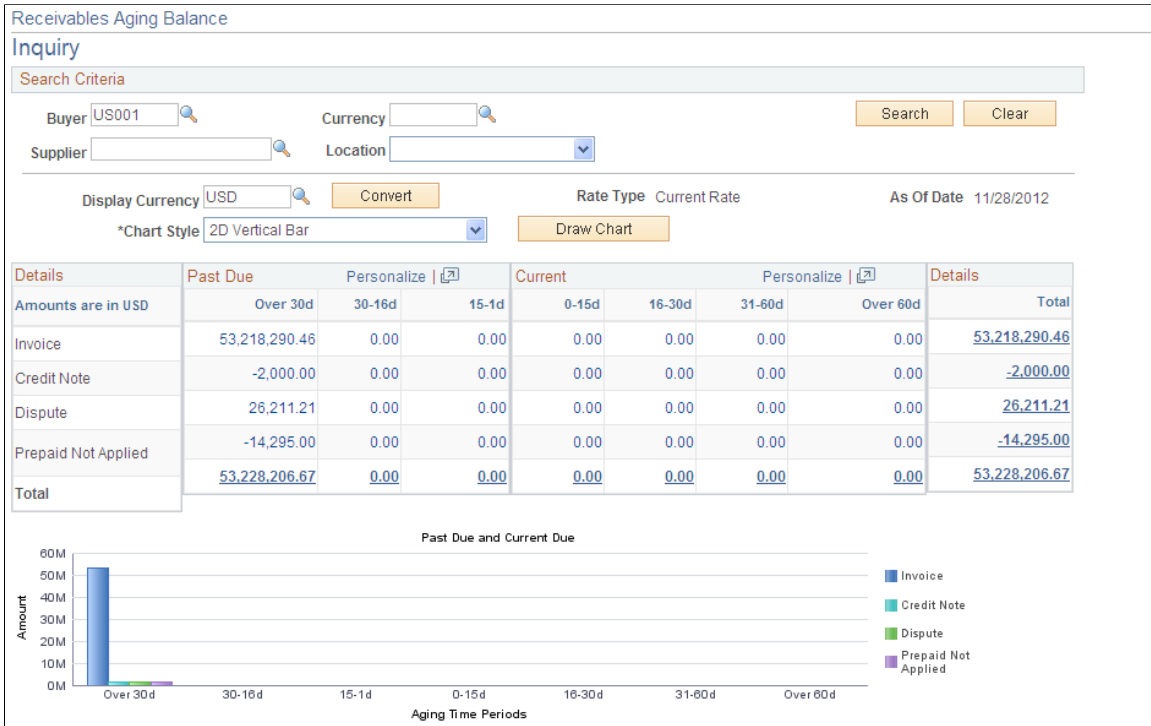 Receivables Aging Balance
Inquiry
Search Criteria
Buyer US001 Currency Search Clear
Supplier Location
Display Currency USD Convert Rate Type Current Rate As Of Date 11/28/2012
*Chart Style 2D Vertical Bar Draw Chart
Details Past Due Personalize | Current Personalize | Details
Amounts are in USD Over 30d 30-16d 15-1d 0-15d 16-30d 31-60d Over 60d Total
Invoice 53,218,290.46 0.00 0.00 0.00 0.00 0.00 0.00 53,218,290.46
Credit Note -2,000.00 0.00 0.00 0.00 0.00 0.00 0.00 -2,000.00
Dispute 26,211.21 0.00 0.00 0.00 0.00 0.00 0.00 26,211.21
Prepaid Not Applied -14,295.00 0.00 0.00 0.00 0.00 0.00 0.00 -14,295.00
Total 53,228,206.67 0.00 0.00 0.00 0.00 0.00 0.00 53,228,206.67
Past Due and Current Due
Amount
60M
50M
40M
30M
20M
10M
0M
Over 30d 30-16d 15-1d 0-15d 16-30d 31-60d Over 60d
Aging Time Periods
Invoice
Credit Note
Dispute
Prepaid Not
Applied